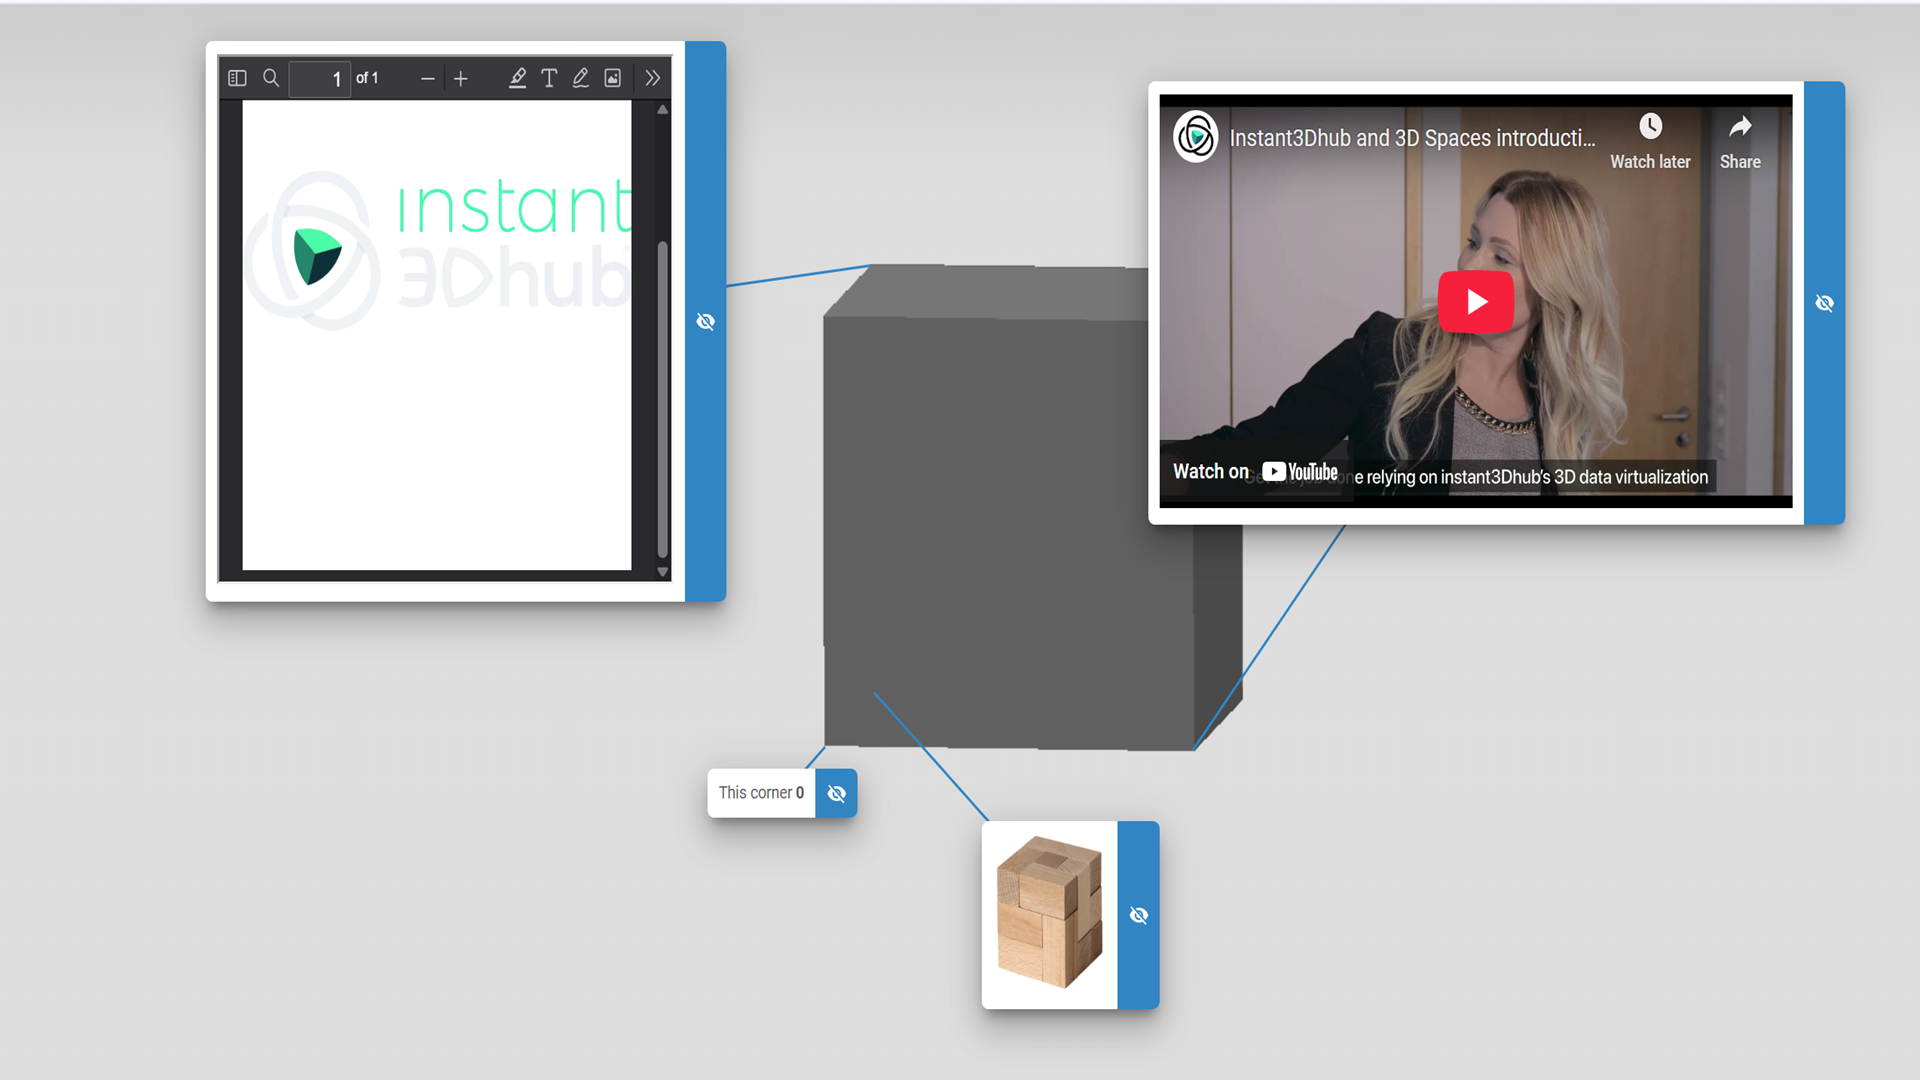 1 of 1
instant
3Dhub
Instant3Dhub and 3D Spaces introducti...
Watch later
Share
Watch on YouTube
e relying on instant3Dhub's 3D data virtualization
This corner 0